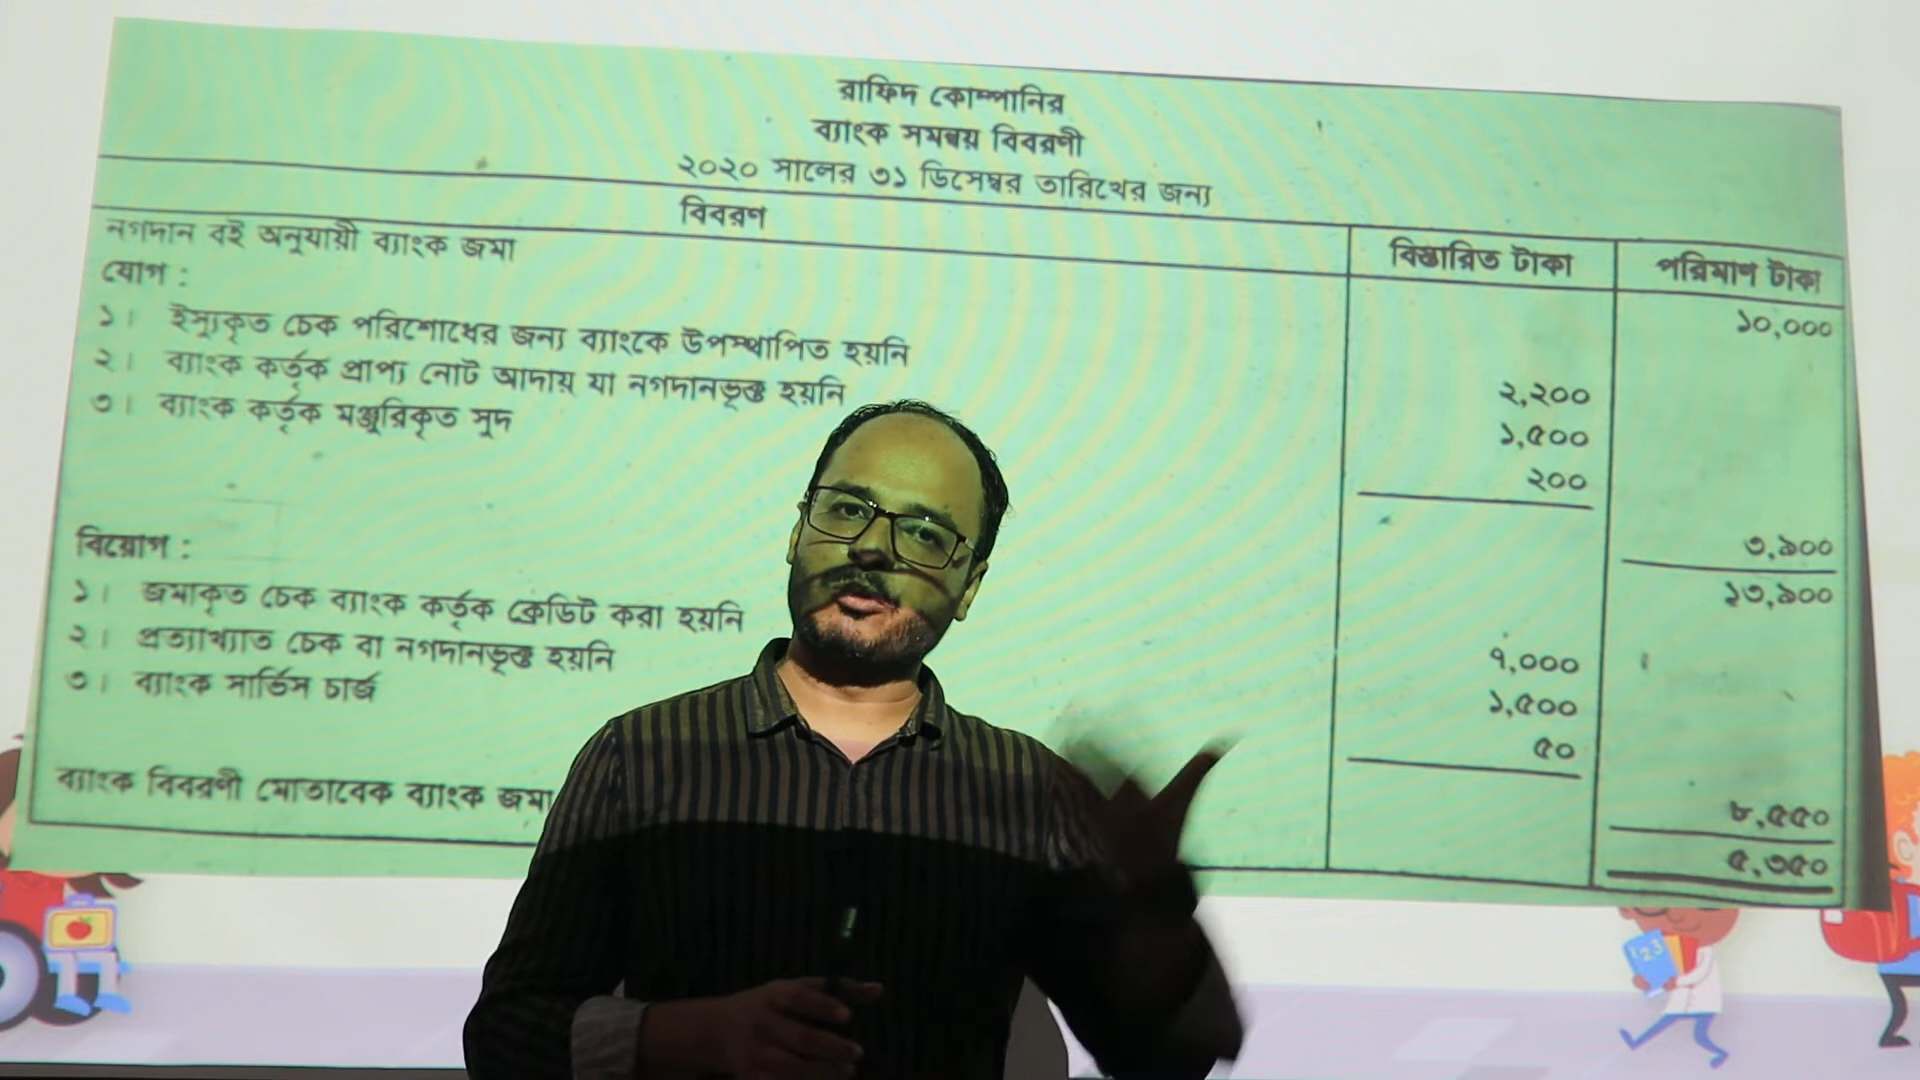 রাফিদ কোম্পানির
ব্যাংক সমন্বয় বিবরণী
২০২০ সালের ৩১ ডিসেম্বর তারিখের জন্য
বিবরণ বিস্তারিত টাকা পরিমাণ টাকা
নগদান বই অনুযায়ী ব্যাংক জমা ১০,০০০
যোগ :
১। ইস্যুকৃত চেক পরিশোধের জন্য ব্যাংকে উপস্থাপিত হয়নি ২,২০০
২। ব্যাংক কর্তৃক প্রাপ্য নোট আদায় যা নগদানভূক্ত হয়নি ১,৫০০
৩। ব্যাংক কর্তৃক মঞ্জুরিকৃত সুদ ২০০
৩,৯০০
১৩,৯০০
বিয়োগ :
১। জমাকৃত চেক ব্যাংক কর্তৃক ক্রেডিট করা হয়নি ৭,০০০
২। প্রত্যাখ্যাত চেক বা নগদানভূক্ত হয়নি ১,৫০০
৩। ব্যাংক সার্ভিস চার্জ ৫০
৮,৫৫০
ব্যাংক বিবরণী মোতাবেক ব্যাংক জমা ৫,৩৫০
123